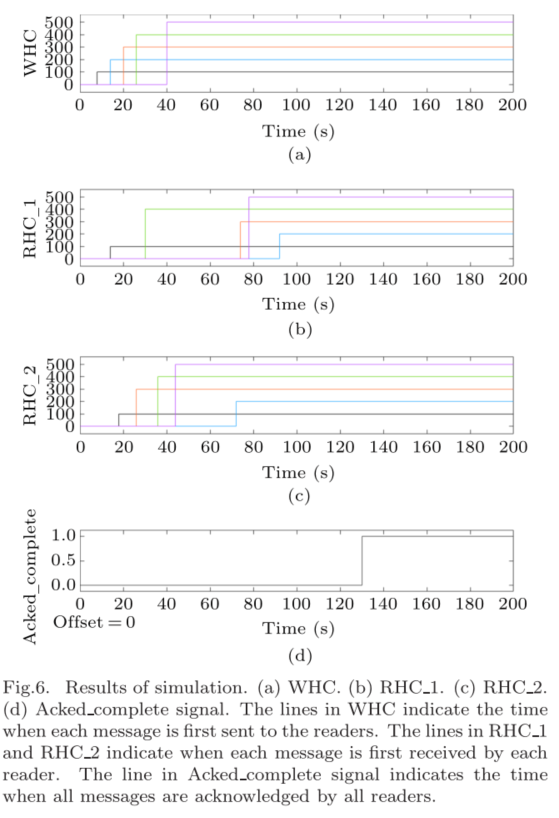 WHC
500
400
300
200
100
0
0 20 40 60 80 100 120 140 160 180 200
Time (s)
(a)
RHC_1
500
400
300
200
100
0
0 20 40 60 80 100 120 140 160 180 200
Time (s)
(b)
RHC_2
500
400
300
200
100
0
0 20 40 60 80 100 120 140 160 180 200
Time (s)
(c)
Acked_complete
1.0
0.5
0.0
0 20 40 60 80 100 120 140 160 180 200
Offset = 0
Time (s)
(d)
Fig.6. Results of simulation. (a) WHC. (b) RHC_1. (c) RHC_2.
(d) Acked_complete signal. The lines in WHC indicate the time
when each message is first sent to the readers. The lines in RHC_1
and RHC_2 indicate when each message is first received by each
reader. The line in Acked_complete signal indicates the time
when all messages are acknowledged by all readers.